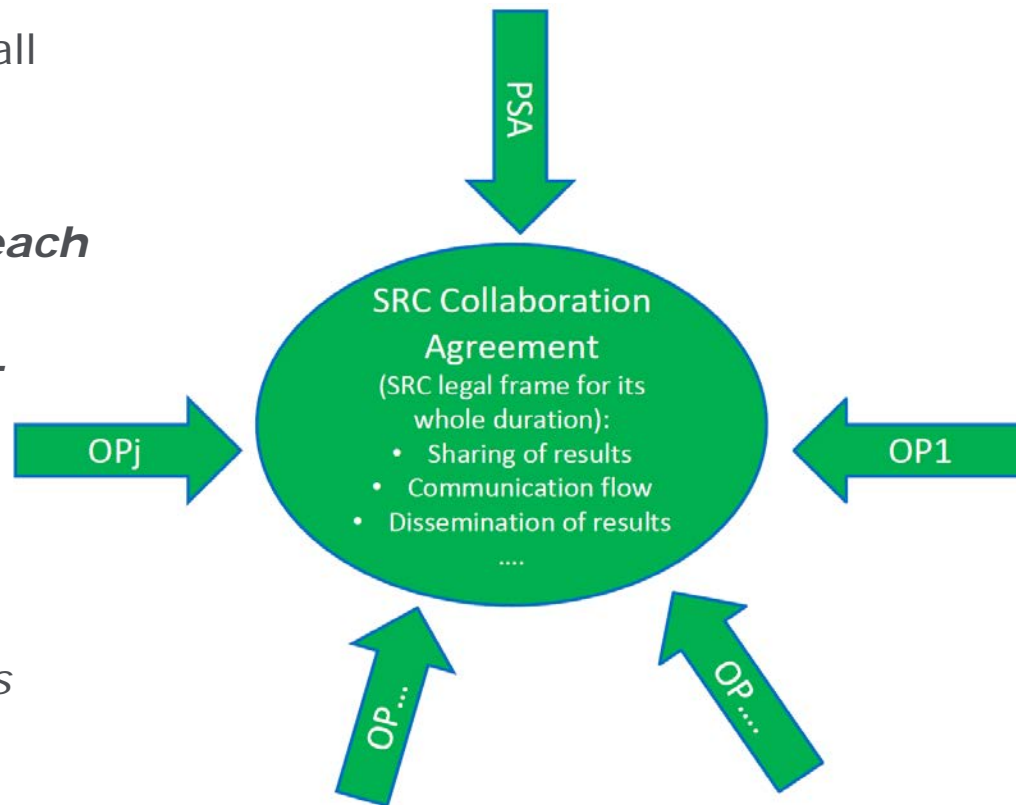 all
PSA
each
SRC Collaboration
Agreement
(SRC legal frame for its
whole duration):
• Sharing of results
• Communication flow
• Dissemination of results
....
.
OPj
OP1
s
OP...
OP....